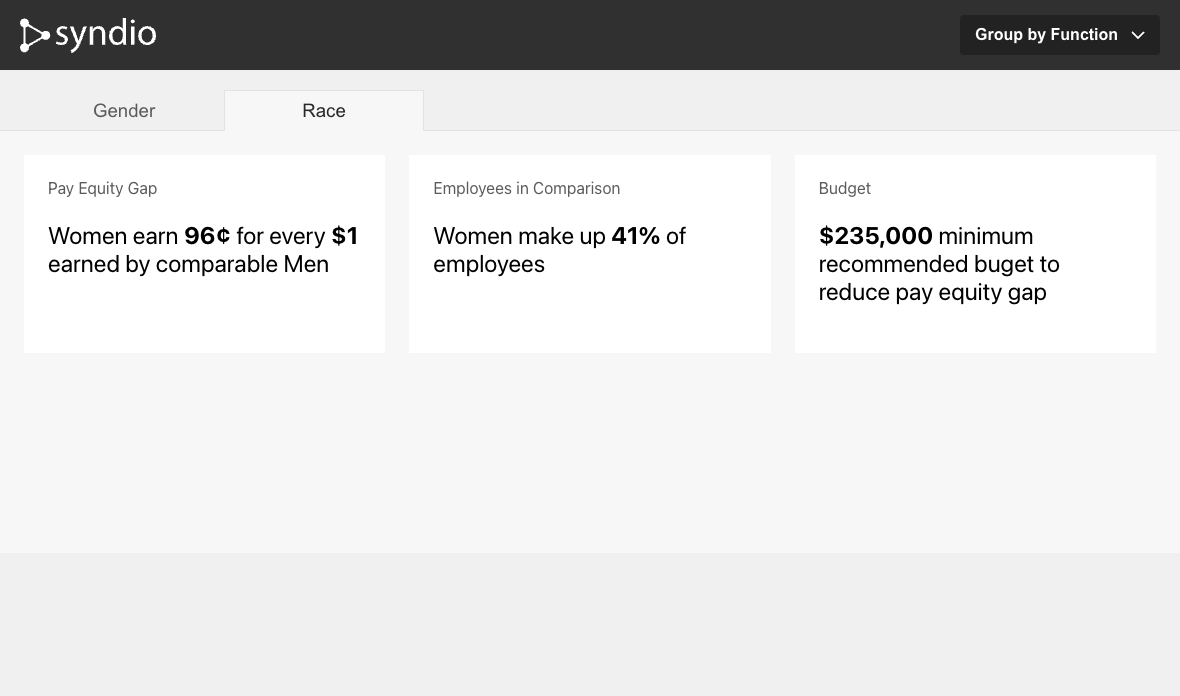 syndio
Group by Function
Gender
Race
Pay Equity Gap
Women earn 96¢ for every $1
earned by comparable Men
Employees in Comparison
Women make up 41% of
employees
Budget
$235,000 minimum
recommended buget to
reduce pay equity gap